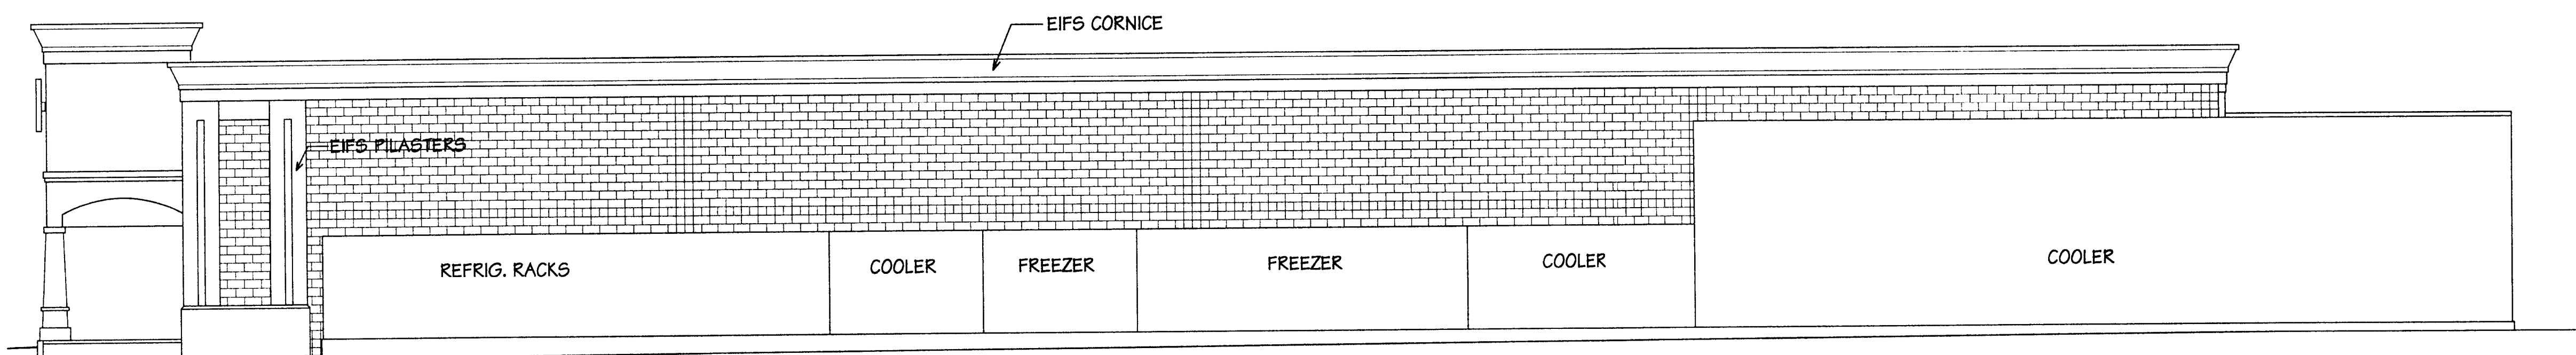 EIFS CORNICE
EIFS PILASTERS
REFRIG. RACKS
COOLER
FREEZER
FREEZER
COOLER
COOLER